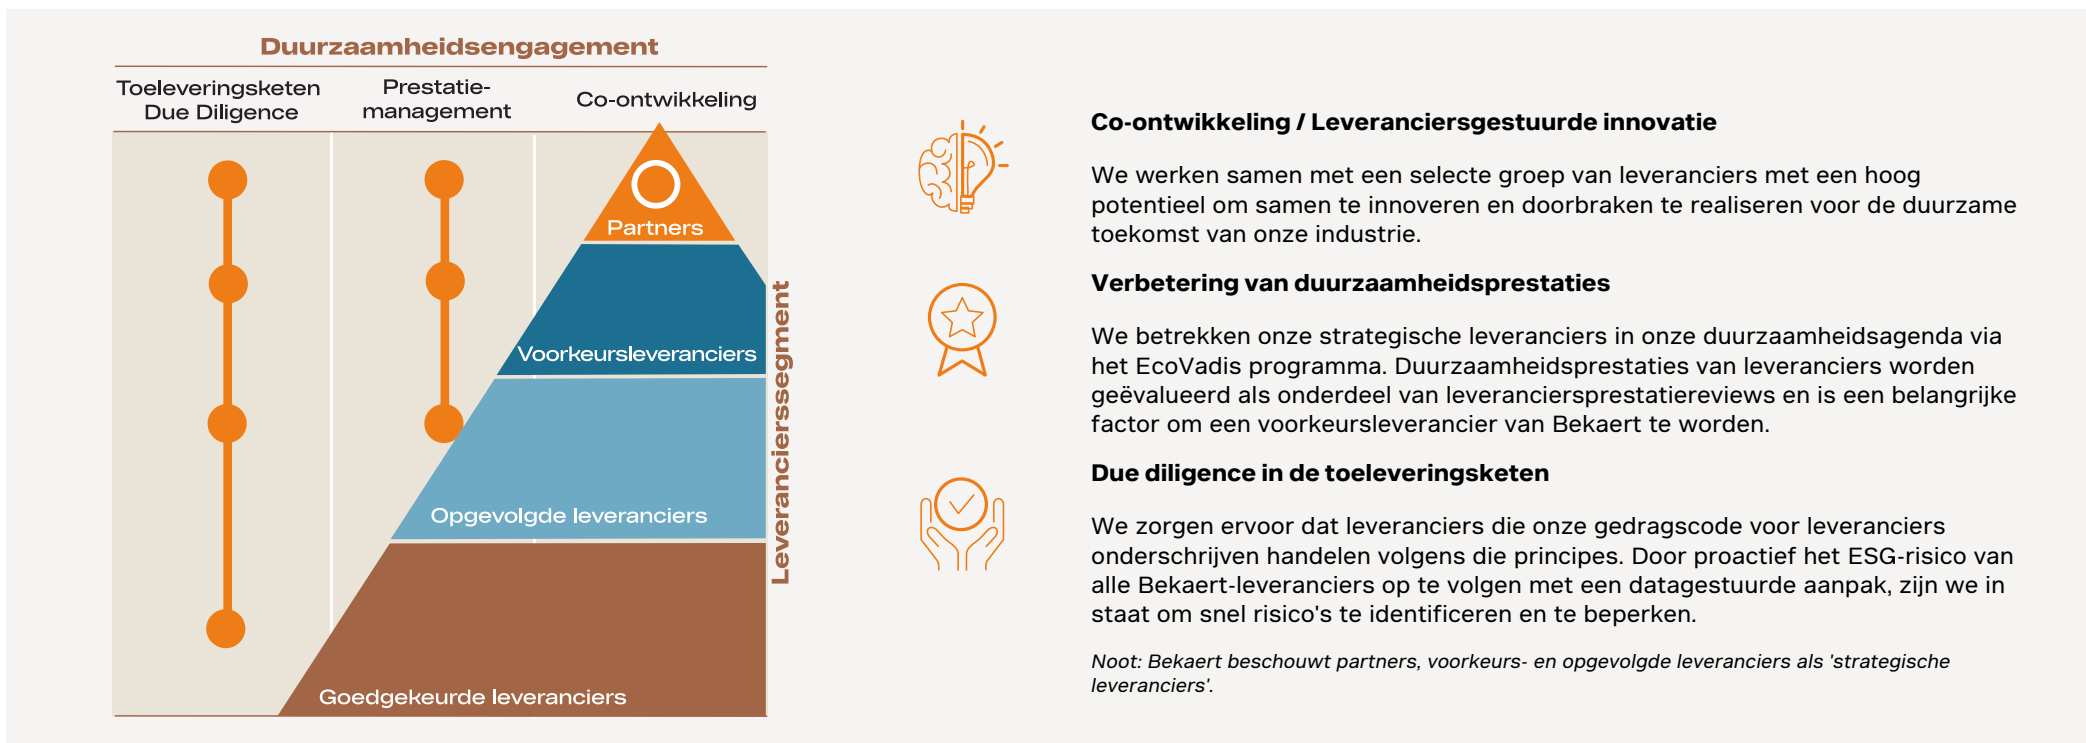 Duurzaamheidsengagement
Toeleveringsketen
Due Diligence
Prestatie-
management
Co-ontwikkeling
Partners
Voorkeursleveranciers
Opgevolgde leveranciers
Goedgekeurde leveranciers
Leverancierssegment
Co-ontwikkeling / Leveranciersgestuurde innovatie
We werken samen met een selecte groep van leveranciers met een hoog
potentieel om samen te innoveren en doorbraken te realiseren voor de duurzame
toekomst van onze industrie.
Verbetering van duurzaamheidsprestaties
We betrekken onze strategische leveranciers in onze duurzaamheidsagenda via
het EcoVadis programma. Duurzaamheidsprestaties van leveranciers worden
geëvalueerd als onderdeel van leveranciersprestatiereviews en is een belangrijke
factor om een voorkeursleverancier van Bekaert te worden.
Due diligence in de toeleveringsketen
We zorgen ervoor dat leveranciers die onze gedragscode voor leveranciers
onderschrijven handelen volgens die principes. Door proactief het ESG-risico van
alle Bekaert-leveranciers op te volgen met een datagestuurde aanpak, zijn we in
staat om snel risico's te identificeren en te beperken.
Noot: Bekaert beschouwt partners, voorkeurs- en opgevolgde leveranciers als 'strategische
leveranciers'.